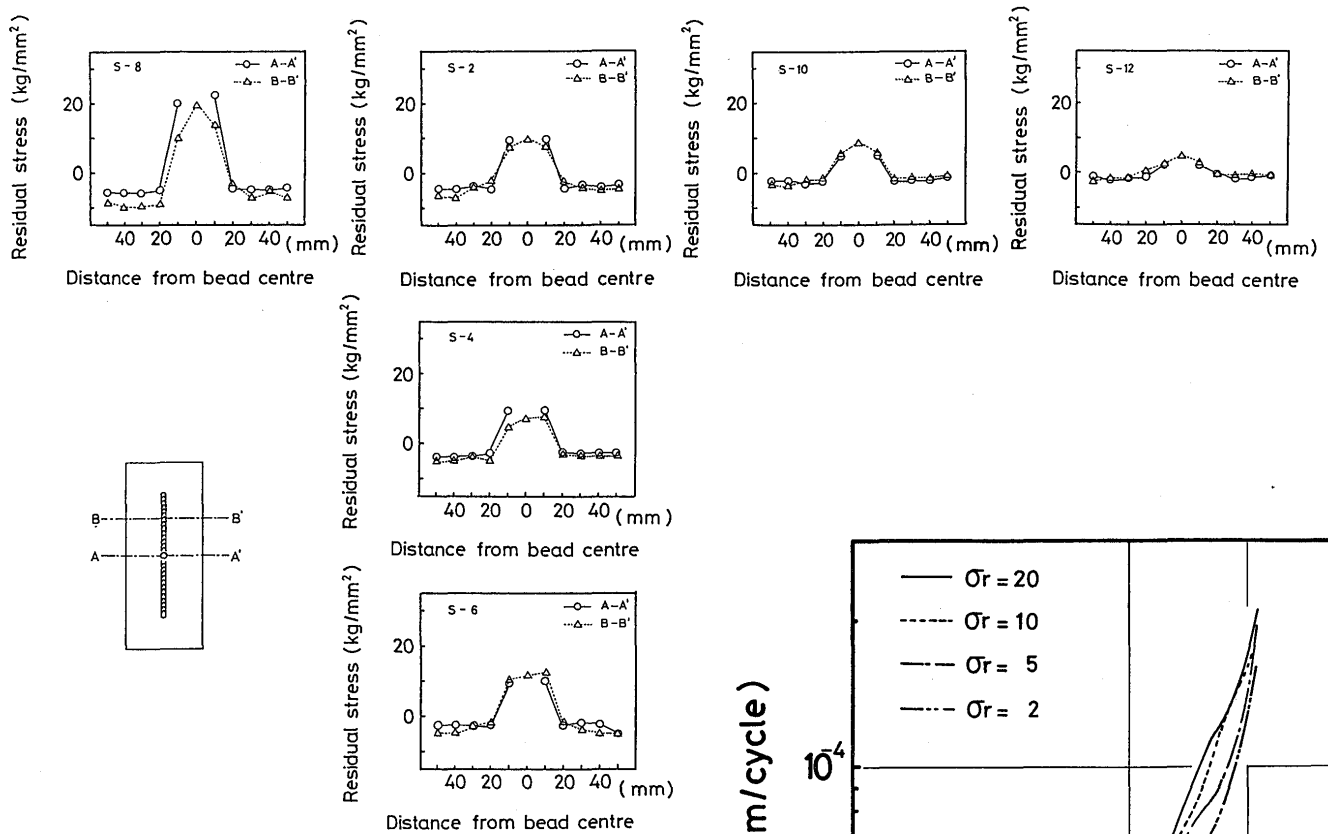 Residual stress (kg/mm²)
S-8
A-A'
B-B'
20
0
40 20 0 20 40 (mm)
Distance from bead centre
Residual stress (kg/mm²)
S-2
A-A'
B-B'
20
0
40 20 0 20 40 (mm)
Distance from bead centre
Residual stress (kg/mm²)
S-10
A-A'
B-B'
20
0
40 20 0 20 40 (mm)
Distance from bead centre
Residual stress (kg/mm²)
S-12
A-A'
B-B'
20
0
40 20 0 20 40 (mm)
Distance from bead centre
Residual stress (kg/mm²)
S-4
A-A'
B-B'
20
0
40 20 0 20 40 (mm)
Distance from bead centre
B B'
A A'
Residual stress (kg/mm²)
S-6
A-A'
B-B'
20
0
40 20 0 20 40 (mm)
Distance from bead centre
σr = 20
σr = 10
σr = 5
σr = 2
m/cycle)
10⁻⁴